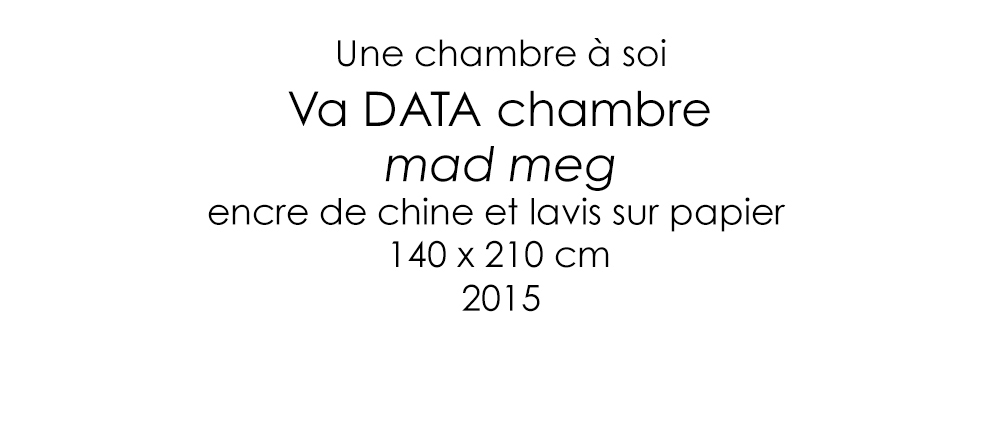 Une chambre à soi
Va DATA chambre
mad meg
encre de chine et lavis sur papier
140 x 210 cm
2015